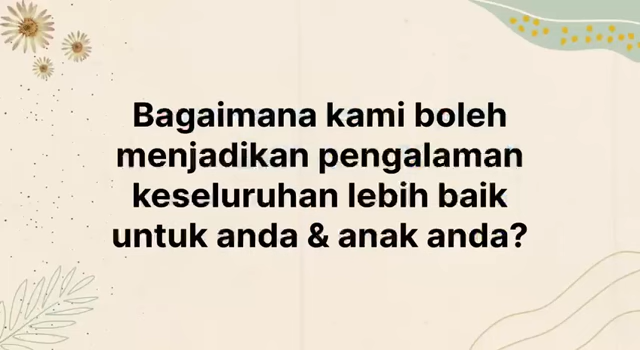 Bagaimana kami boleh
menjadikan pengalaman
keseluruhan lebih baik
untuk anda & anak anda?